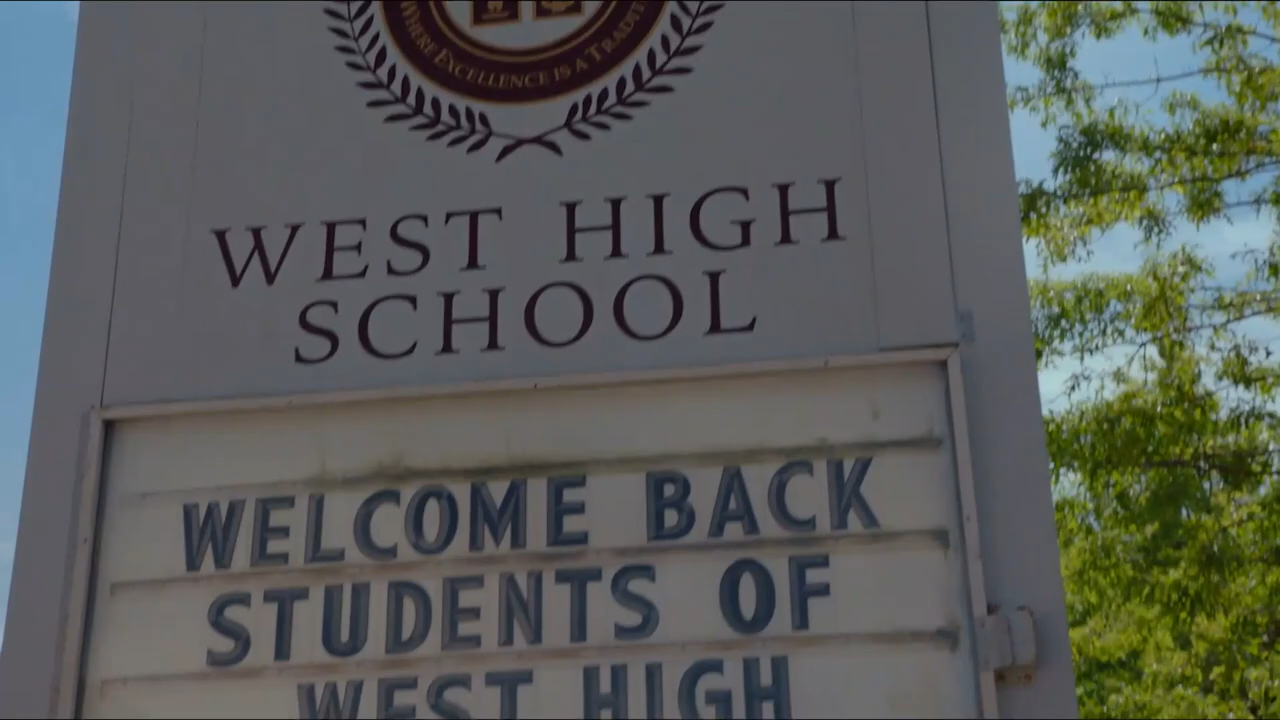 WHERE EXCELLENCE IS A TRADIT
WEST HIGH
SCHOOL
WELCOME BACK
STUDENTS OF
WEST HIGH